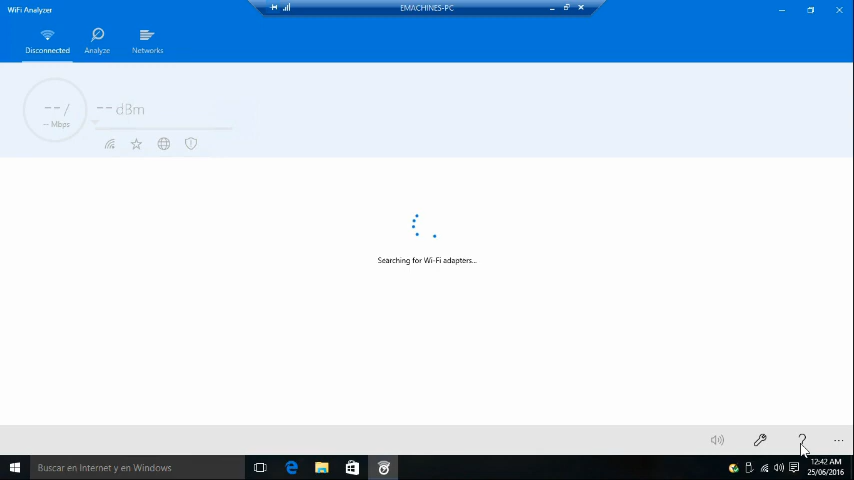 WiFi Analyzer
EMACHINES-PC
Disconnected
Analyze
Networks
-- /
-- Mbps
-- dBm
Searching for Wi-Fi adapters...
Buscar en Internet y en Windows
12:42 AM
25/06/2016